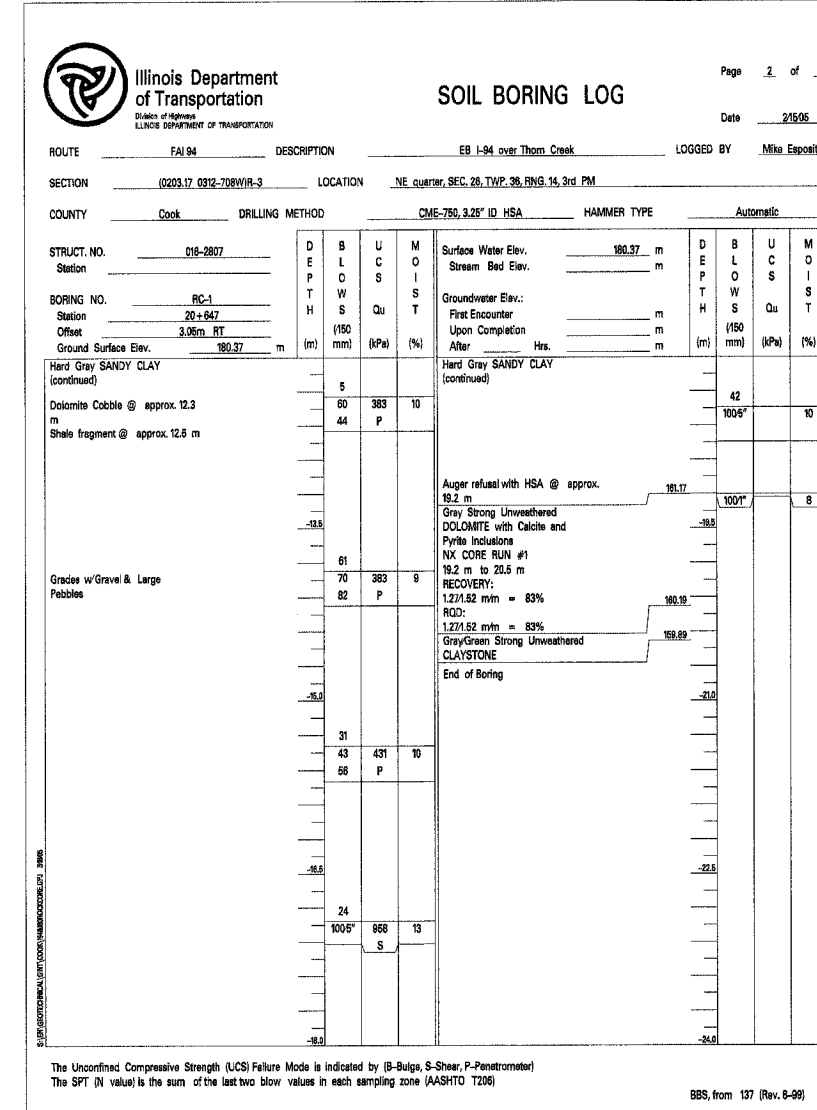 Illinois Department
of Transportation
Division of Highways
ILLINOIS DEPARTMENT OF TRANSPORTATION
SOIL BORING LOG
Page 2 of
Date 2/15/05
ROUTE FAI 94 DESCRIPTION EB I-94 over Thorn Creek LOGGED BY Mike Esposit
SECTION (0203.17 0312-708W)R-3 LOCATION NE quarter, SEC. 26, TWP. 36, RNG. 14, 3rd PM
COUNTY Cook DRILLING METHOD CME-750, 3.25" ID HSA HAMMER TYPE Automatic
STRUCT. NO. 016-2807
Station
BORING NO. RC-1
Station 20+647
Offset 3.05m RT
Ground Surface Elev. 180.37 m
DEPTH (m)
BLOWS (/150 mm)
UCS Qu (kPa)
MOIST (%)
Surface Water Elev. 180.37 m
Stream Bed Elev. m
Groundwater Elev.:
First Encounter m
Upon Completion m
After Hrs. m
DEPTH (m)
BLOWS (/150 mm)
UCS Qu (kPa)
MOIST (%)
Hard Gray SANDY CLAY
(continued)
5
Dolomite Cobble @ approx. 12.3 60 383 10
m 44 P
Shale fragment @ approx. 12.5 m
-13.5
61
Grades w/Gravel & Large 70 383 9
Pebbles 82 P
-15.0
31
43 431 10
56 P
-16.5
24
100/5" 958 13
S
-18.0
Hard Gray SANDY CLAY
(continued)
42
100/5" 10
Auger refusal with HSA @ approx. 161.17
19.2 m 100/1" 8
Gray Strong Unweathered
DOLOMITE with Calcite and -19.5
Pyrite Inclusions
NX CORE RUN #1
19.2 m to 20.5 m
RECOVERY:
1.27/1.52 m/m = 83% 160.19
RQD:
1.27/1.52 m/m = 83%
Gray/Green Strong Unweathered 159.89
CLAYSTONE
End of Boring
-21.0
-22.5
-24.0
The Unconfined Compressive Strength (UCS) Failure Mode is indicated by (B-Bulge, S-Shear, P-Penetrometer)
The SPT (N value) is the sum of the last two blow values in each sampling zone (AASHTO T206)
BBS, from 137 (Rev. 8-99)